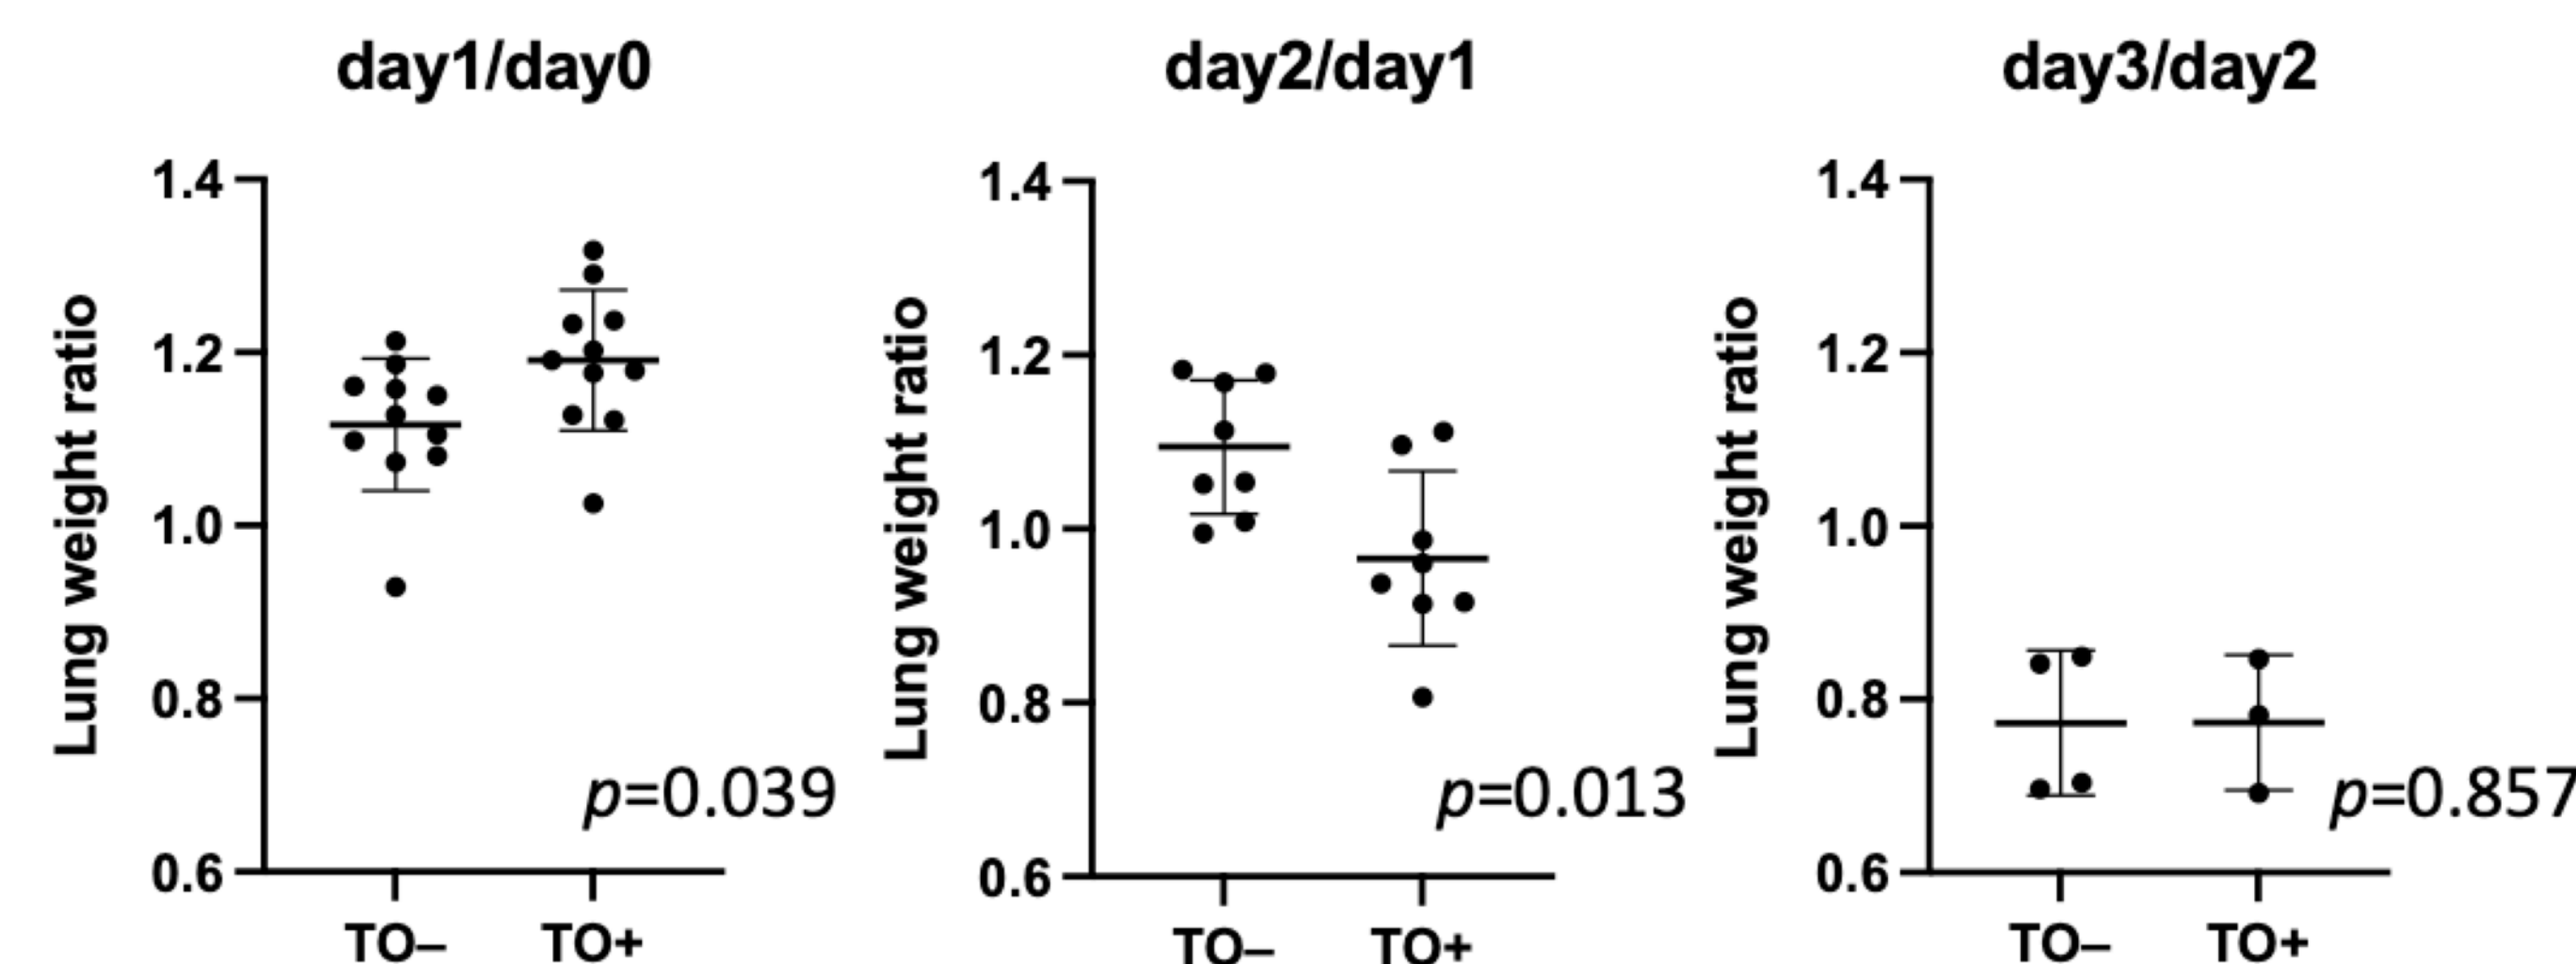 day1/day0
1.4
1.2
1.0
0.8
0.6
Lung weight ratio
p=0.039
TO–
TO+
day2/day1
1.4
1.2
1.0
0.8
0.6
Lung weight ratio
p=0.013
TO–
TO+
day3/day2
1.4
1.2
1.0
0.8
0.6
Lung weight ratio
p=0.857
TO–
TO+